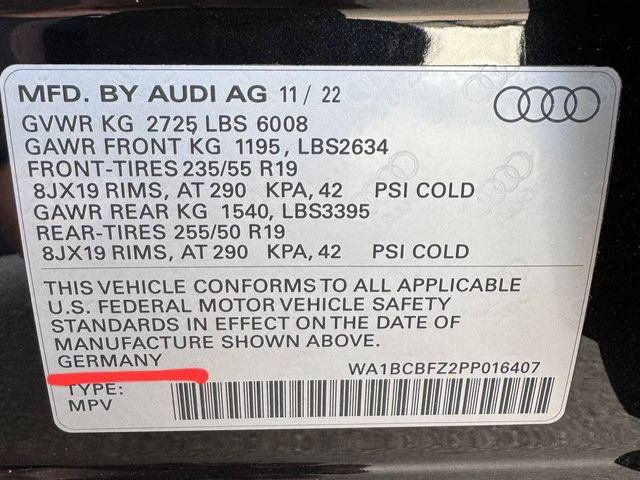 MFD. BY AUDI AG 11 / 22
GVWR KG 2725 LBS 6008
GAWR FRONT KG 1195, LBS2634
FRONT-TIRES 235/55 R19
8JX19 RIMS, AT 290 KPA, 42 PSI COLD
GAWR REAR KG 1540, LBS3395
REAR-TIRES 255/50 R19
8JX19 RIMS, AT 290 KPA, 42 PSI COLD
THIS VEHICLE CONFORMS TO ALL APPLICABLE
U.S. FEDERAL MOTOR VEHICLE SAFETY
STANDARDS IN EFFECT ON THE DATE OF
MANUFACTURE SHOWN ABOVE.
GERMANY
WA1BCBFZ2PP016407
TYPE:
MPV